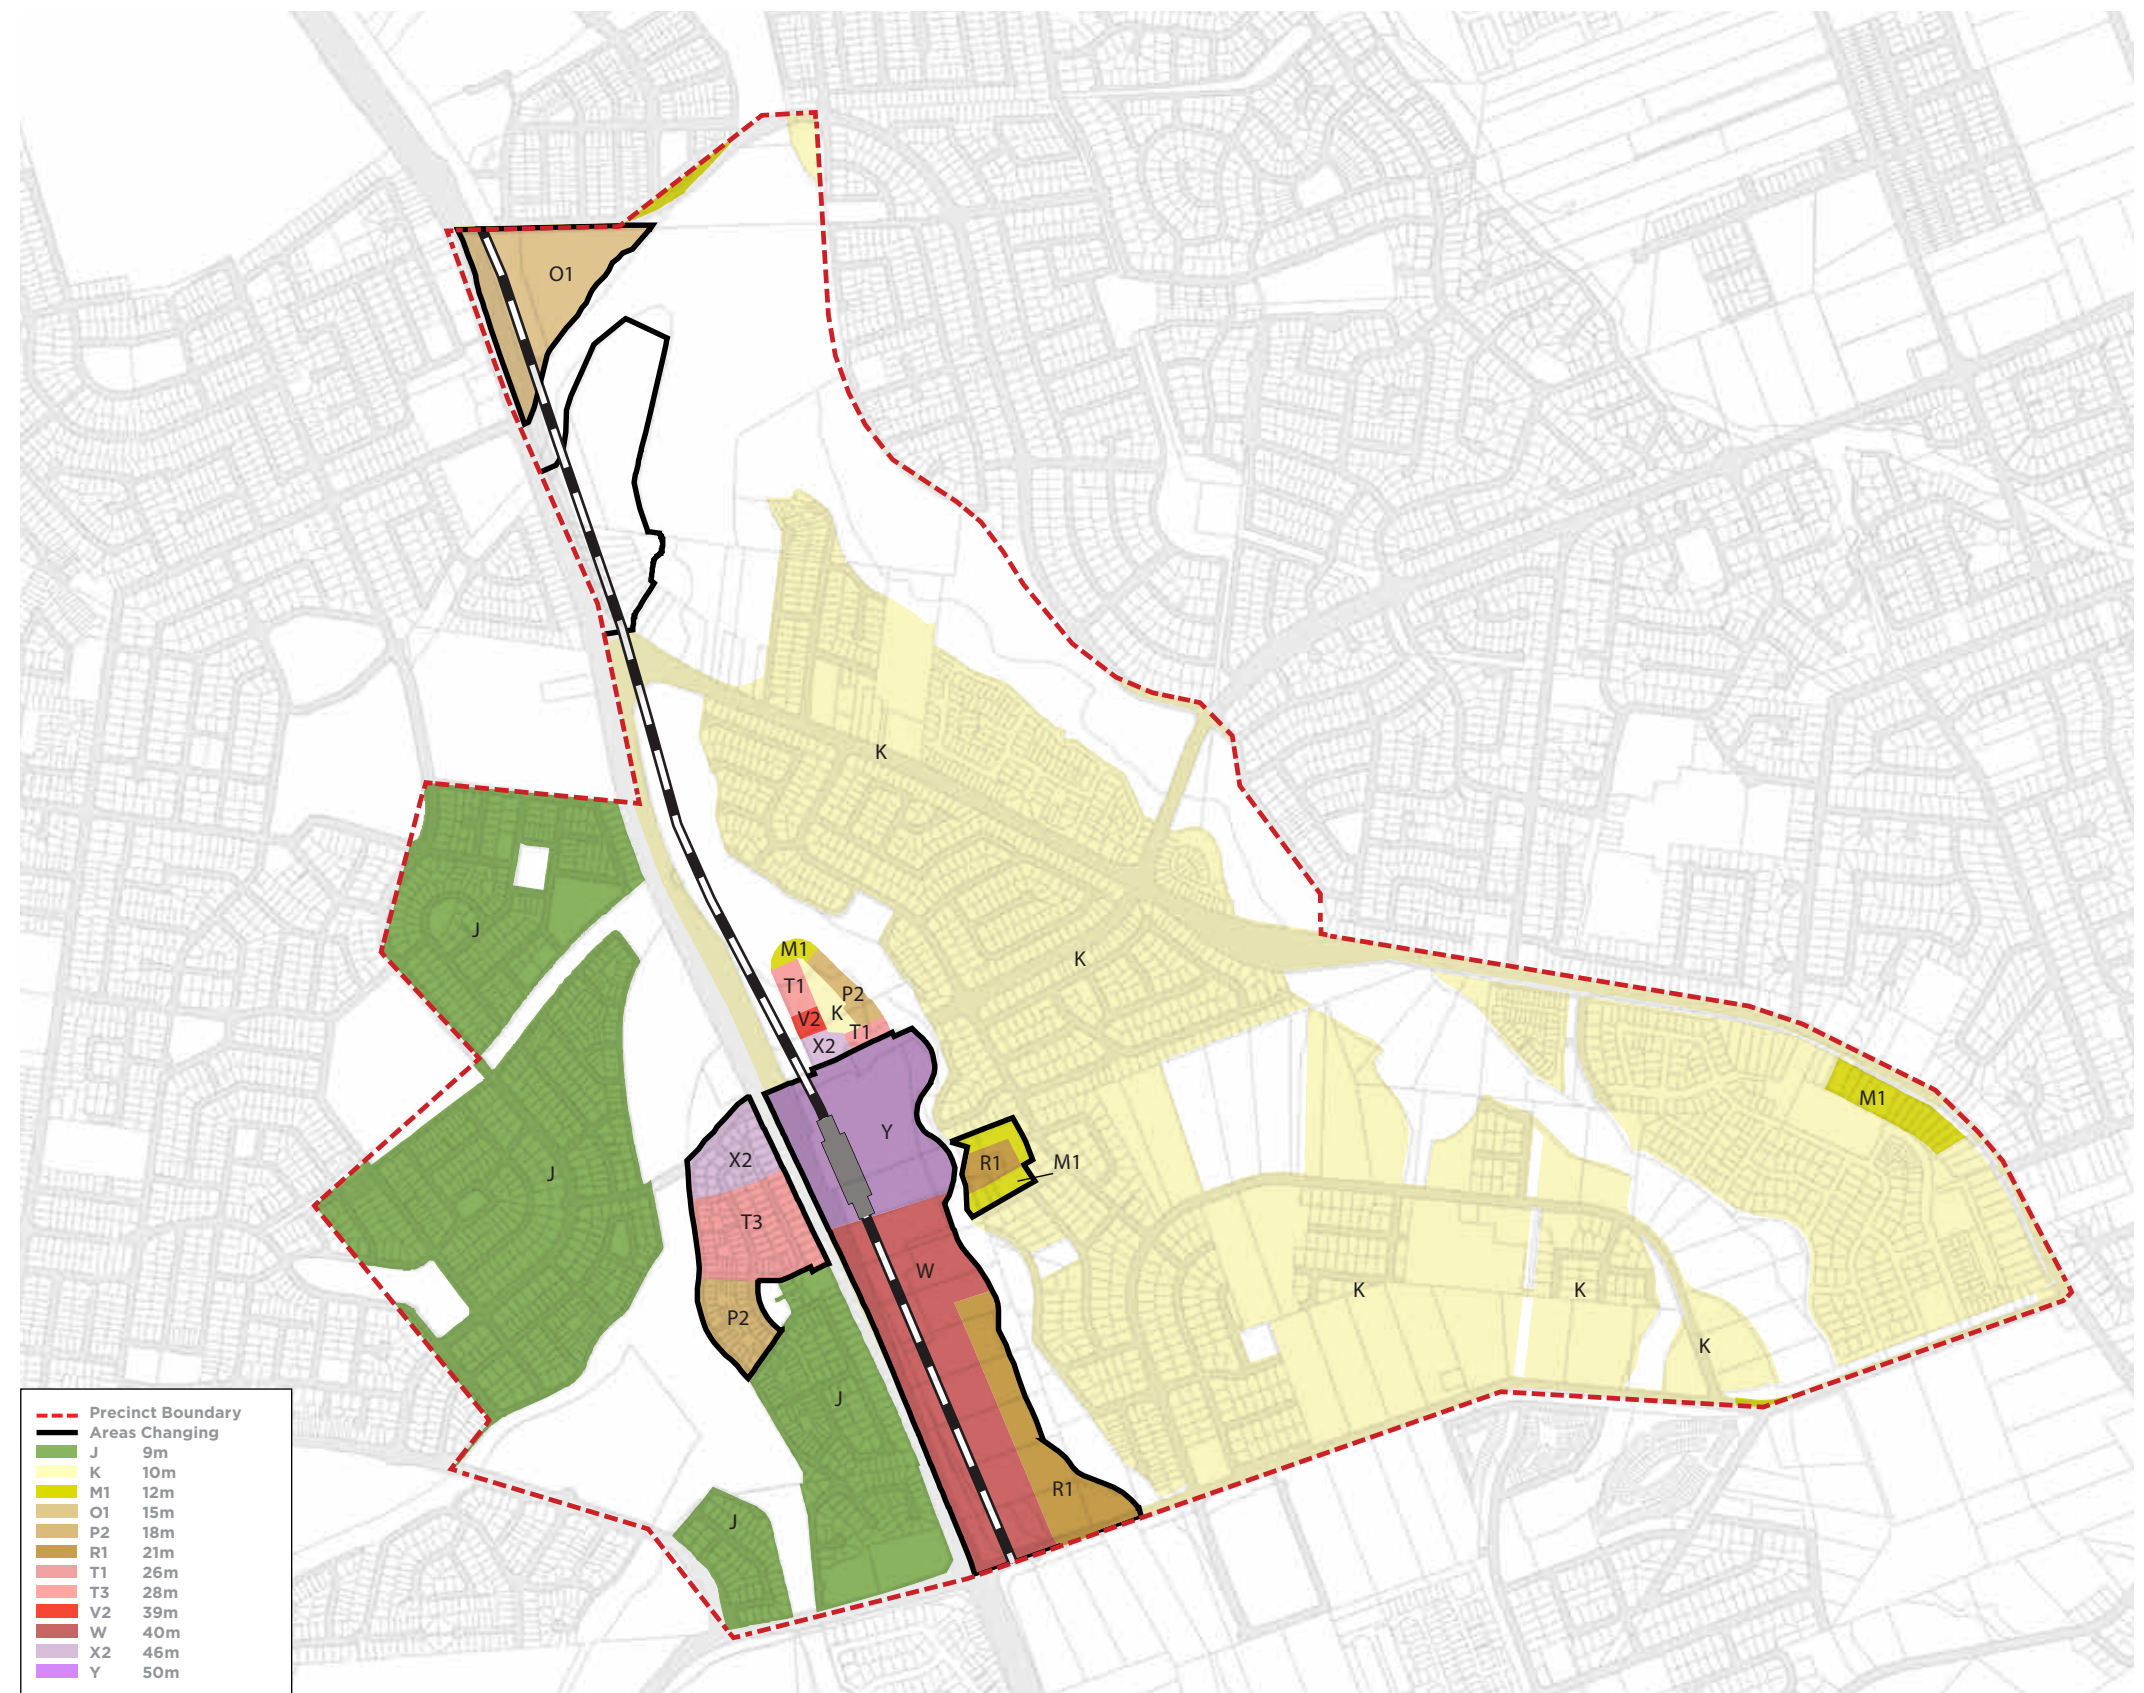 O1
K
J
M1
K
T1
P2
K
V2
T1
X2
M1
Y
M1
X2
R1
J
T3
W
K
K
P2
K
J
R1
J
Precinct Boundary
Areas Changing
J 9m
K 10m
M1 12m
O1 15m
P2 18m
R1 21m
T1 26m
T3 28m
V2 39m
W 40m
X2 46m
Y 50m